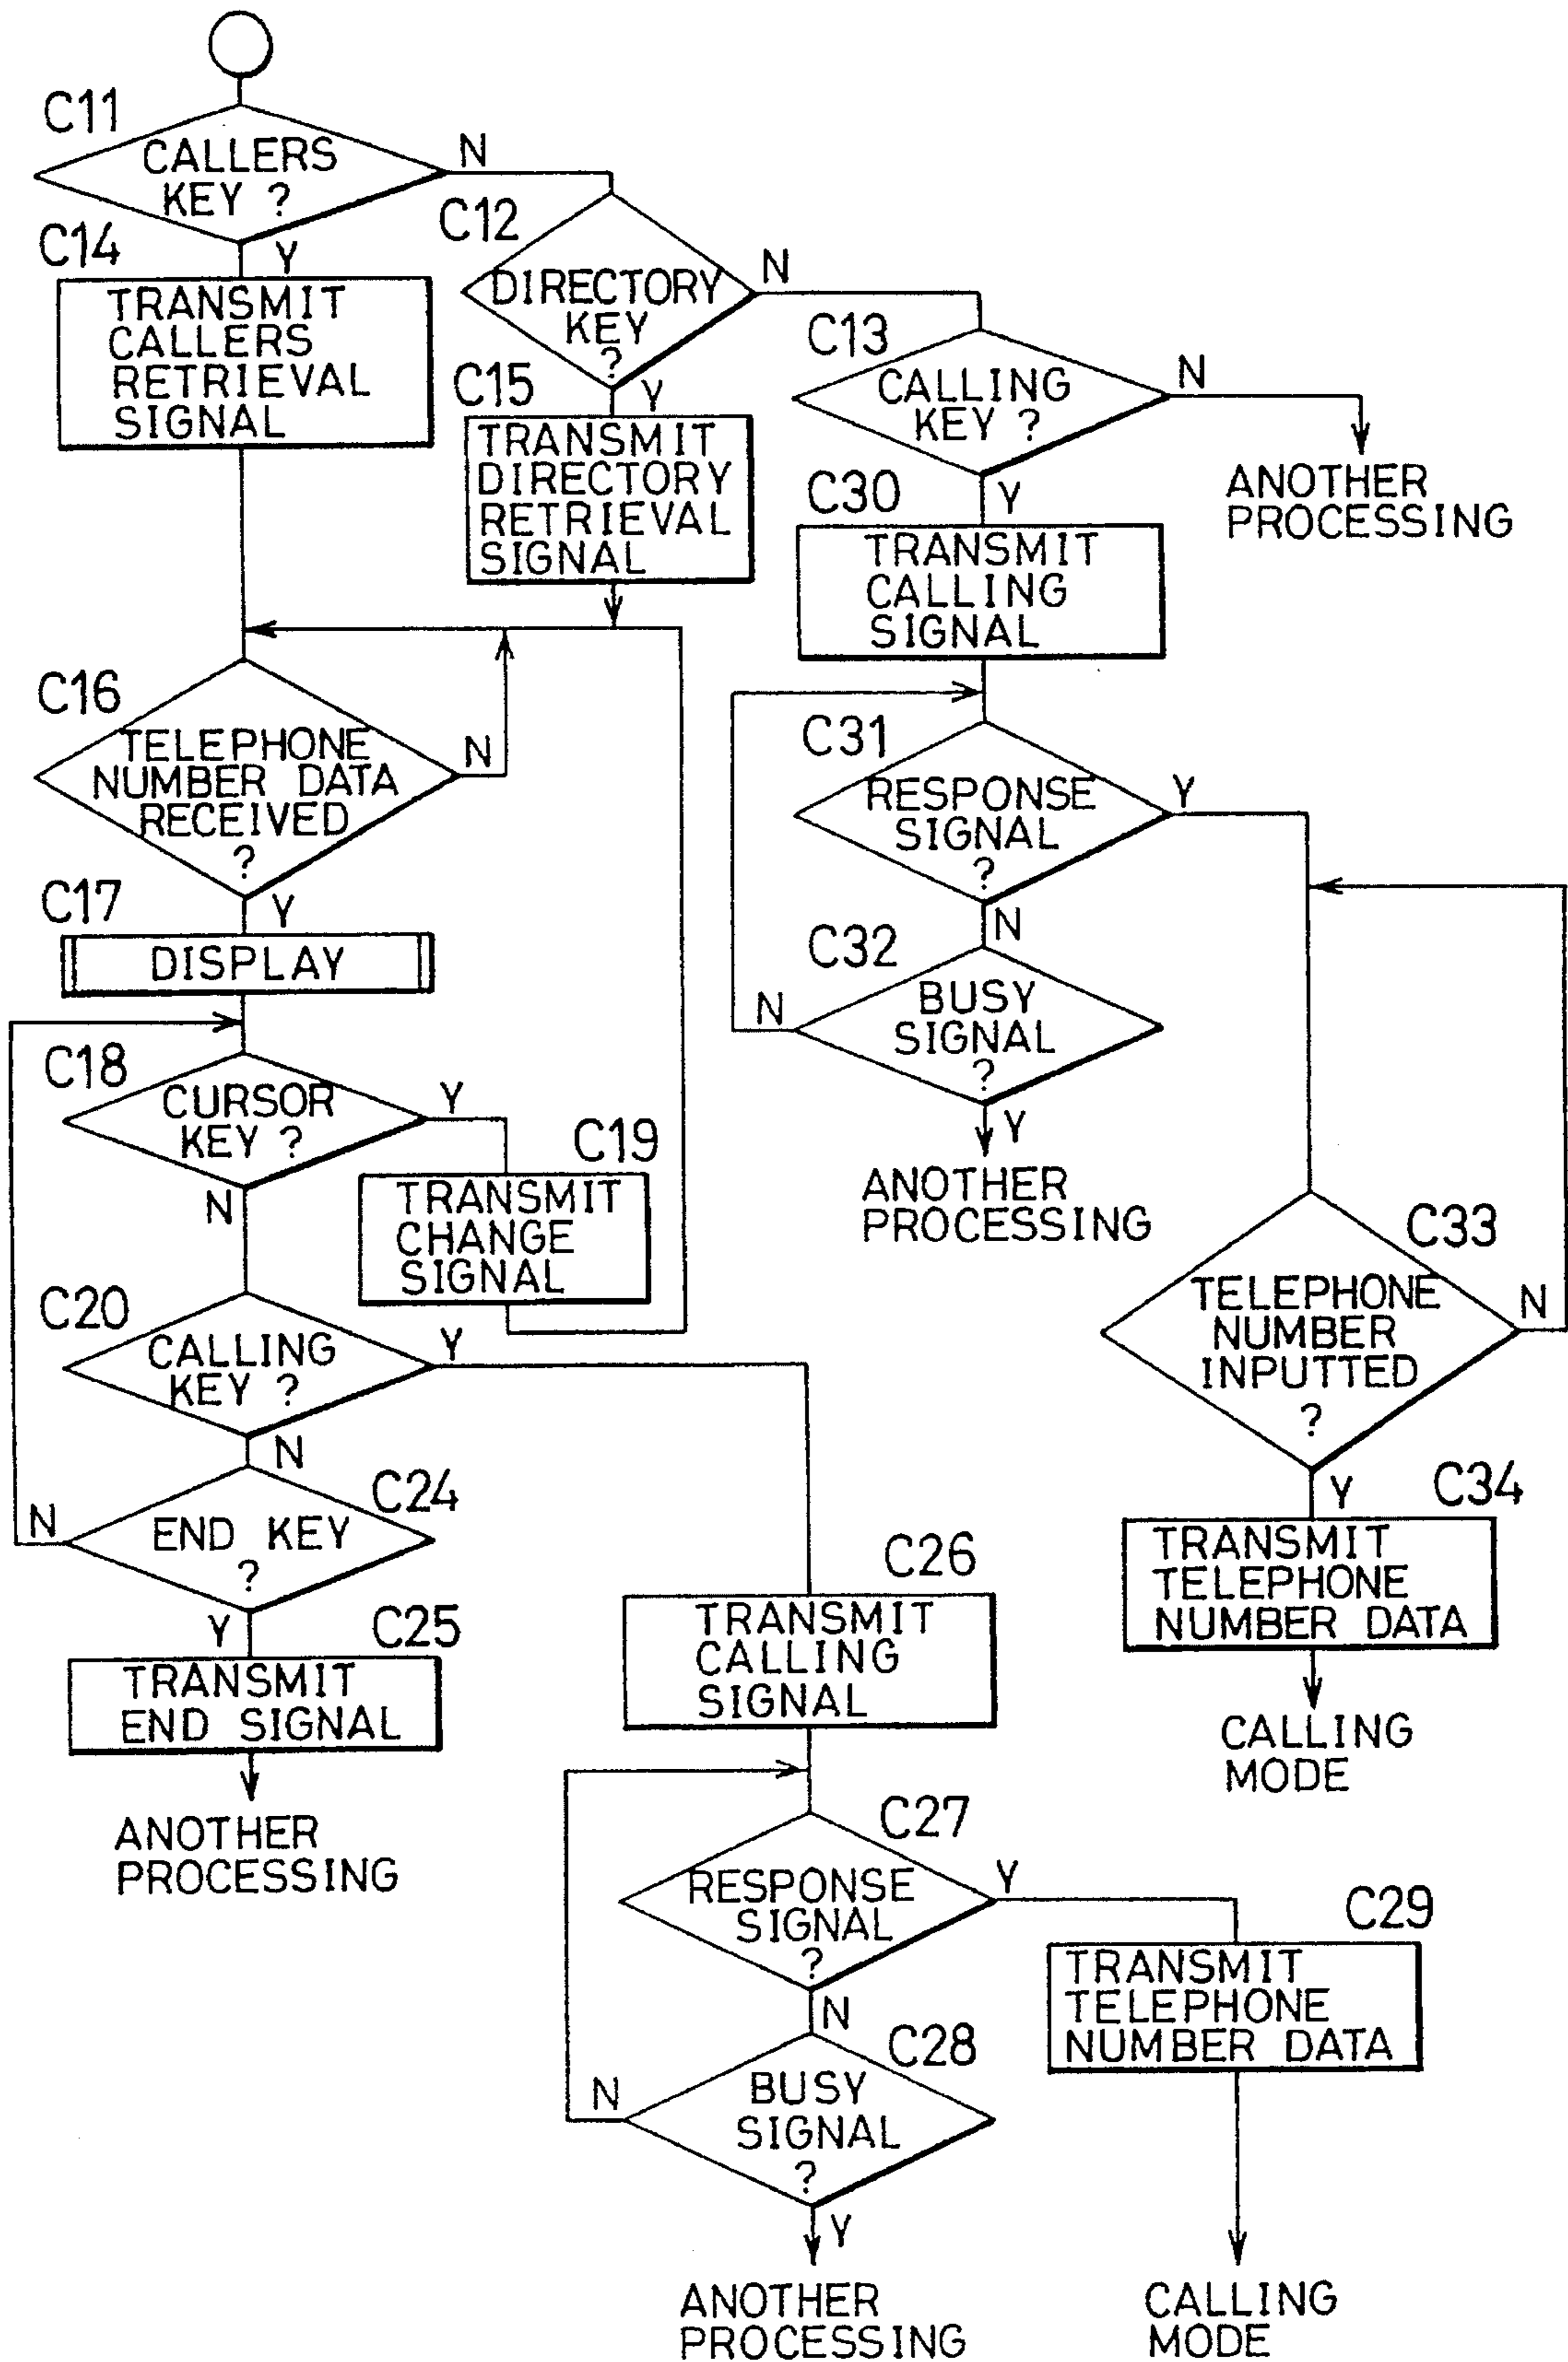 C11
CALLERS
KEY ?
N
Y
C12
DIRECTORY
KEY
?
N
Y
C13
CALLING
KEY ?
N
Y
ANOTHER
PROCESSING
C14
TRANSMIT
CALLERS
RETRIEVAL
SIGNAL
C15
TRANSMIT
DIRECTORY
RETRIEVAL
SIGNAL
C30
TRANSMIT
CALLING
SIGNAL
C16
TELEPHONE
NUMBER DATA
RECEIVED
?
N
Y
C31
RESPONSE
SIGNAL
?
Y
N
C17
DISPLAY
C32
BUSY
SIGNAL
?
N
Y
ANOTHER
PROCESSING
C18
CURSOR
KEY ?
Y
N
C19
TRANSMIT
CHANGE
SIGNAL
C33
TELEPHONE
NUMBER
INPUTTED
?
N
Y
C20
CALLING
KEY ?
Y
N
C24
END KEY
?
N
Y
C34
TRANSMIT
TELEPHONE
NUMBER DATA
CALLING
MODE
C25
TRANSMIT
END SIGNAL
ANOTHER
PROCESSING
C26
TRANSMIT
CALLING
SIGNAL
C27
RESPONSE
SIGNAL
?
Y
N
C29
TRANSMIT
TELEPHONE
NUMBER DATA
C28
BUSY
SIGNAL
?
N
Y
ANOTHER
PROCESSING
CALLING
MODE